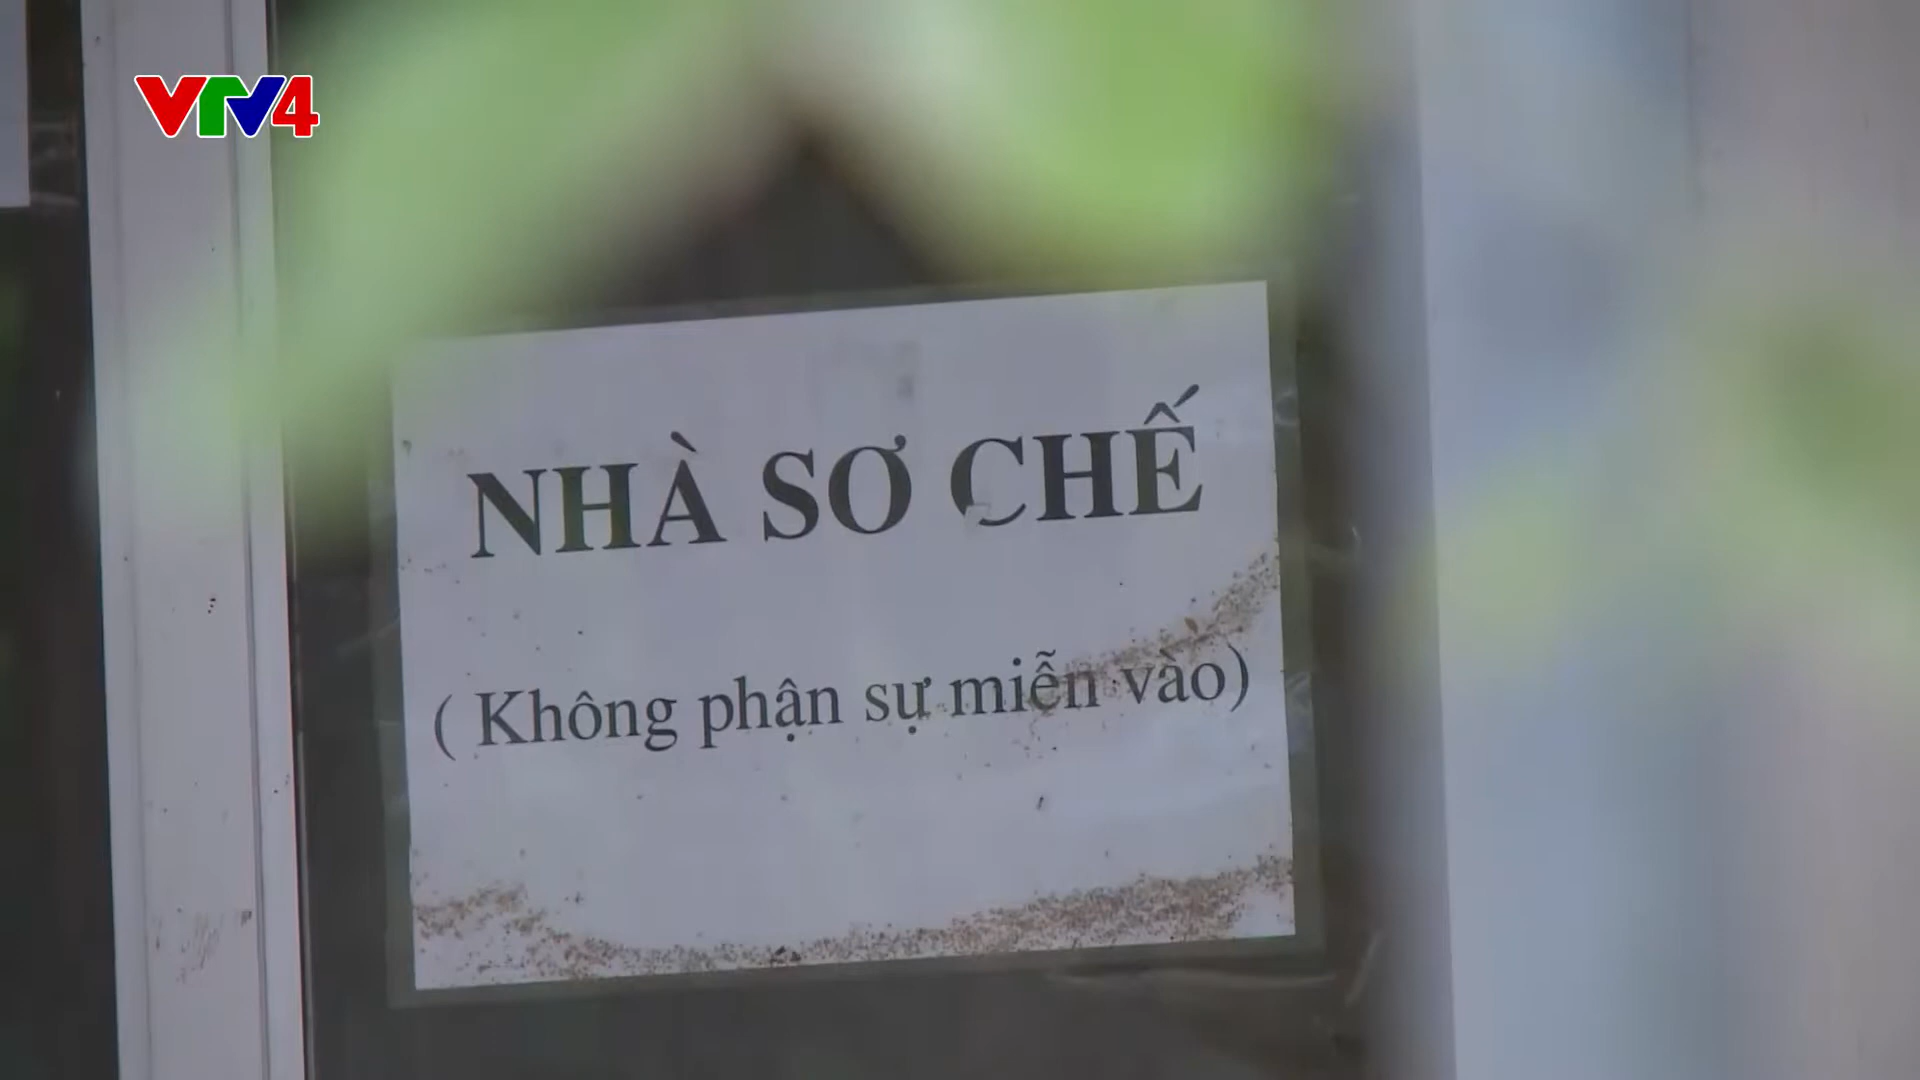 VTV4
NHÀ SƠ CHẾ
( Không phận sự miễn vào)